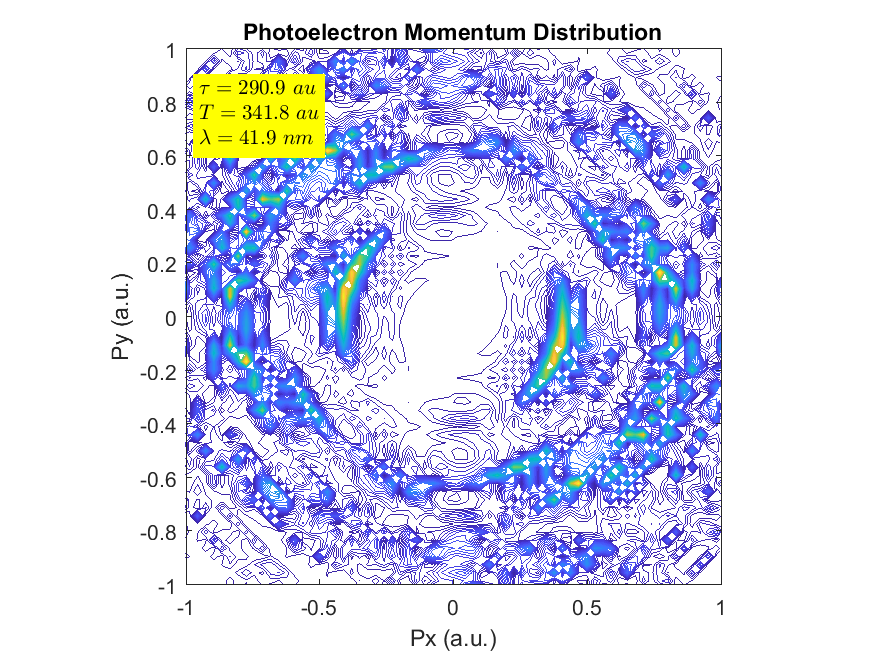 Photoelectron Momentum Distribution
τ = 290.9 au
T = 341.8 au
λ = 41.9 nm
1
0.8
0.6
0.4
0.2
0
-0.2
-0.4
-0.6
-0.8
-1
Py (a.u.)
-1 -0.5 0 0.5 1
Px (a.u.)